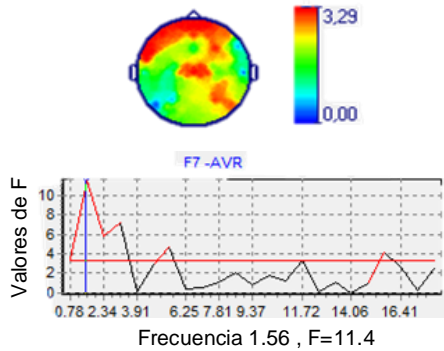 3,29
0,00
F7 -AVR
Valores de F
10
8
6
4
2
0
0.78 2.34 3.91 6.25 7.81 9.37 11.72 14.06 16.41
Frecuencia 1.56 , F=11.4